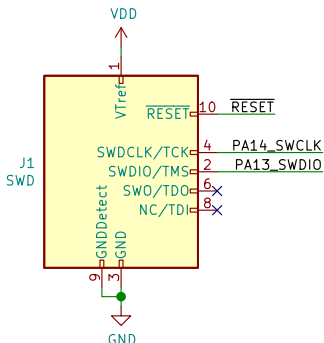 VDD
1
VTref
RESET
10
RESET
SWDCLK/TCK
4
PA14_SWCLK
J1
SWDIO/TMS
2
PA13_SWDIO
SWD
SWO/TDO
6
NC/TDI
8
GNDDetect
GND
9
3
GND